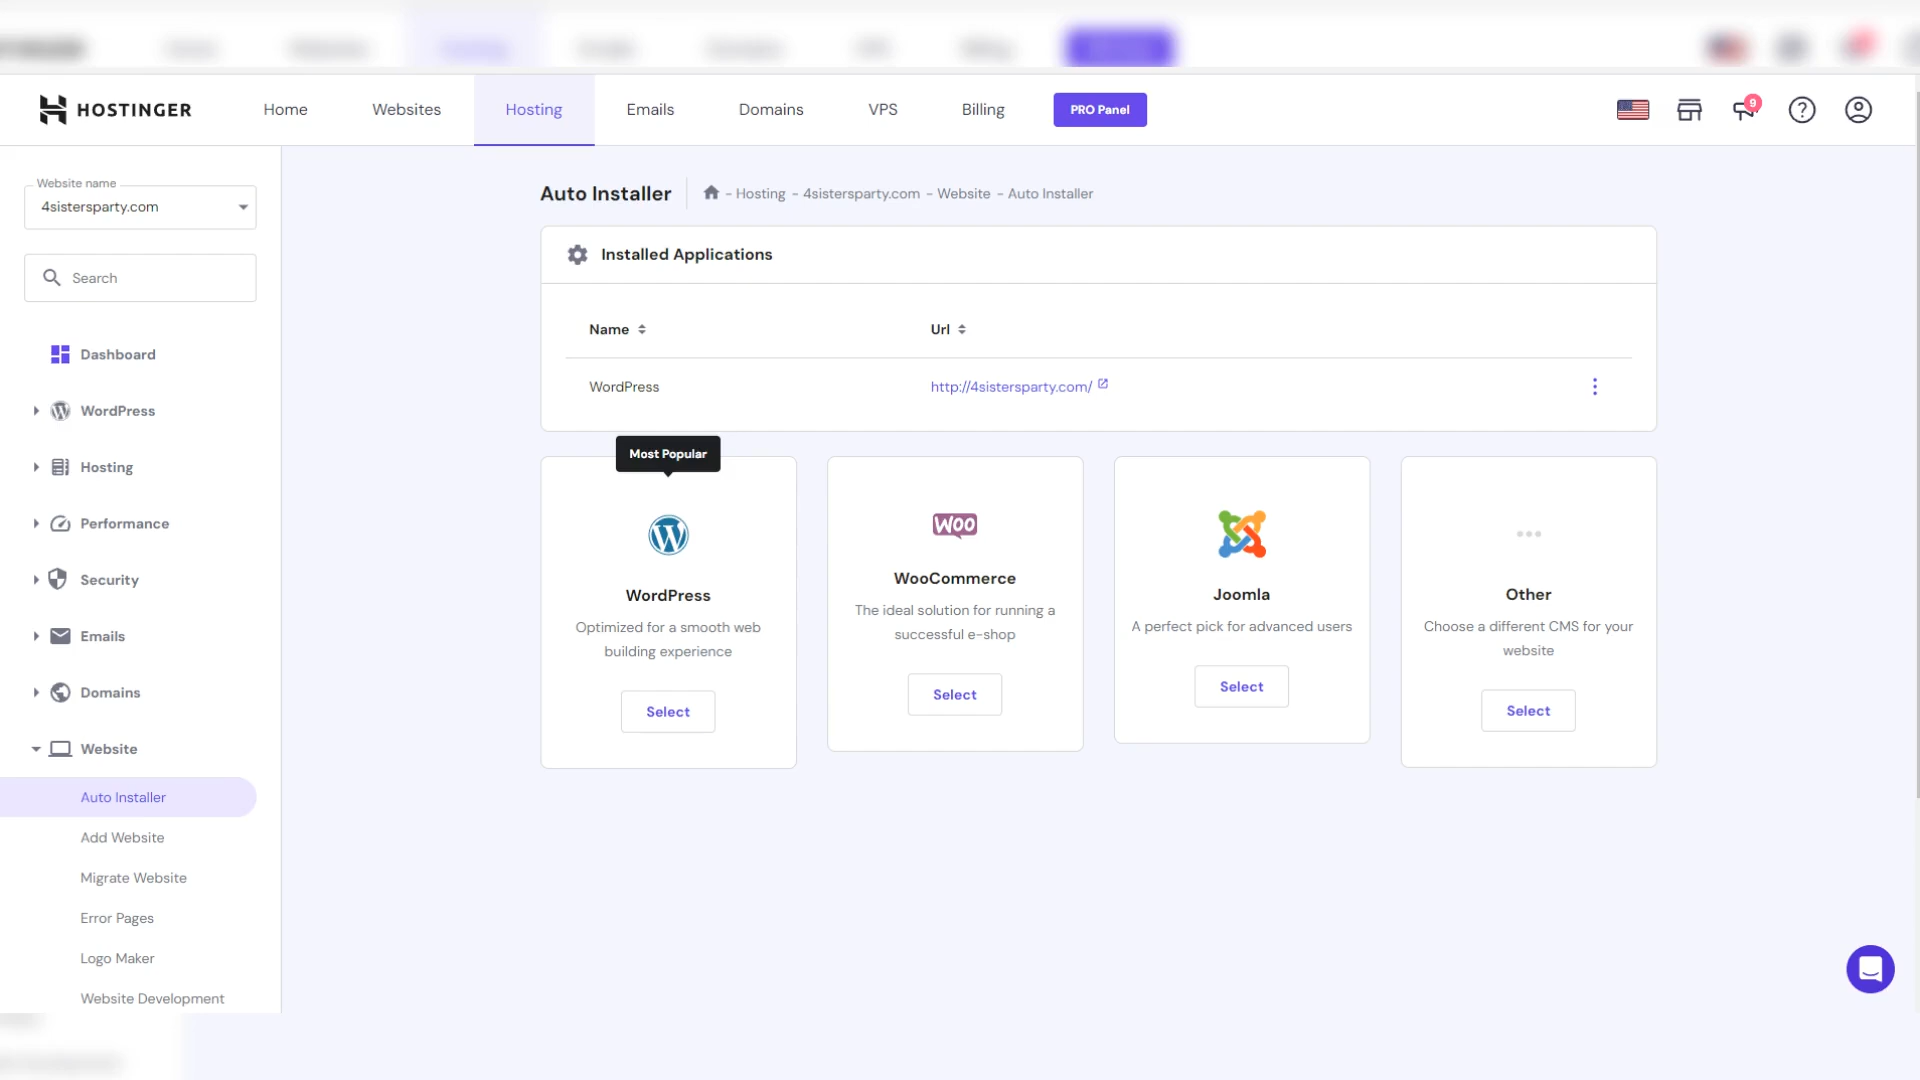 HOSTINGER
Home
Websites
Hosting
Emails
Domains
VPS
Billing
PRO Panel
9
Website name
4sistersparty.com
Search
Dashboard
WordPress
Hosting
Performance
Security
Emails
Domains
Website
Auto Installer
Add Website
Migrate Website
Error Pages
Logo Maker
Website Development
Auto Installer
- Hosting - 4sistersparty.com - Website - Auto Installer
Installed Applications
Name Url
WordPress http://4sistersparty.com/
Most Popular
WordPress
Optimized for a smooth web
building experience
Select
WOO
WooCommerce
The ideal solution for running a
successful e-shop
Select
Joomla
A perfect pick for advanced users
Select
Other
Choose a different CMS for your
website
Select